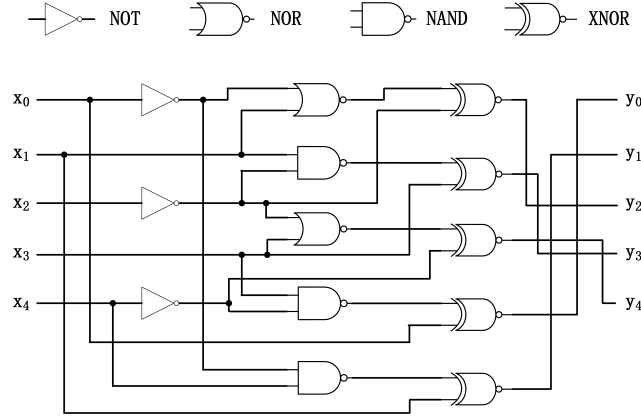 NOT NOR NAND XNOR
x0 y0
x1 y1
x2 y2
x3 y3
x4 y4